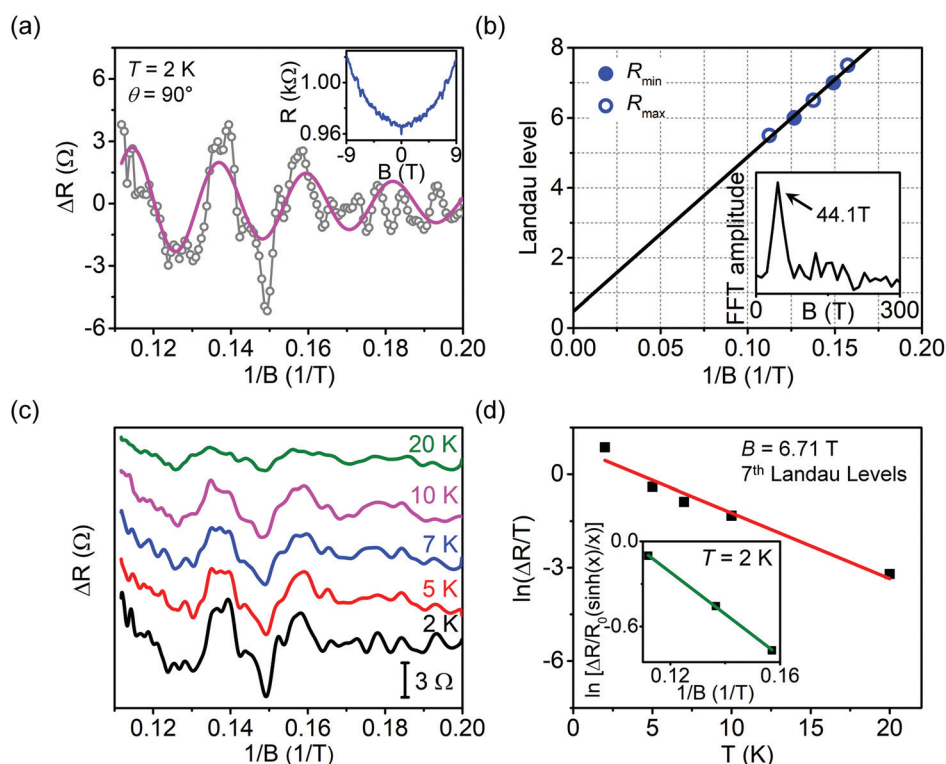 (a)
T = 2 K
θ = 90°
ΔR (Ω)
6
3
0
-3
-6
0.12
0.14
0.16
0.18
0.20
1/B (1/T)
R (kΩ)
1.00
0.96
-9
0
9
B (T)
(b)
Rmin
Rmax
Landau level
8
6
4
2
0
0.00
0.05
0.10
0.15
0.20
1/B (1/T)
FFT amplitude
44.1T
0
B (T)
300
(c)
20 K
10 K
7 K
5 K
2 K
3 Ω
ΔR (Ω)
0.12
0.14
0.16
0.18
0.20
1/B (1/T)
(d)
B = 6.71 T
7th Landau Levels
ln(ΔR/T)
0
-3
-6
0
5
10
15
20
T (K)
T = 2 K
ln [ΔR/R0(sinh(x)/x)]
0.0
-0.6
0.12
0.16
1/B (1/T)